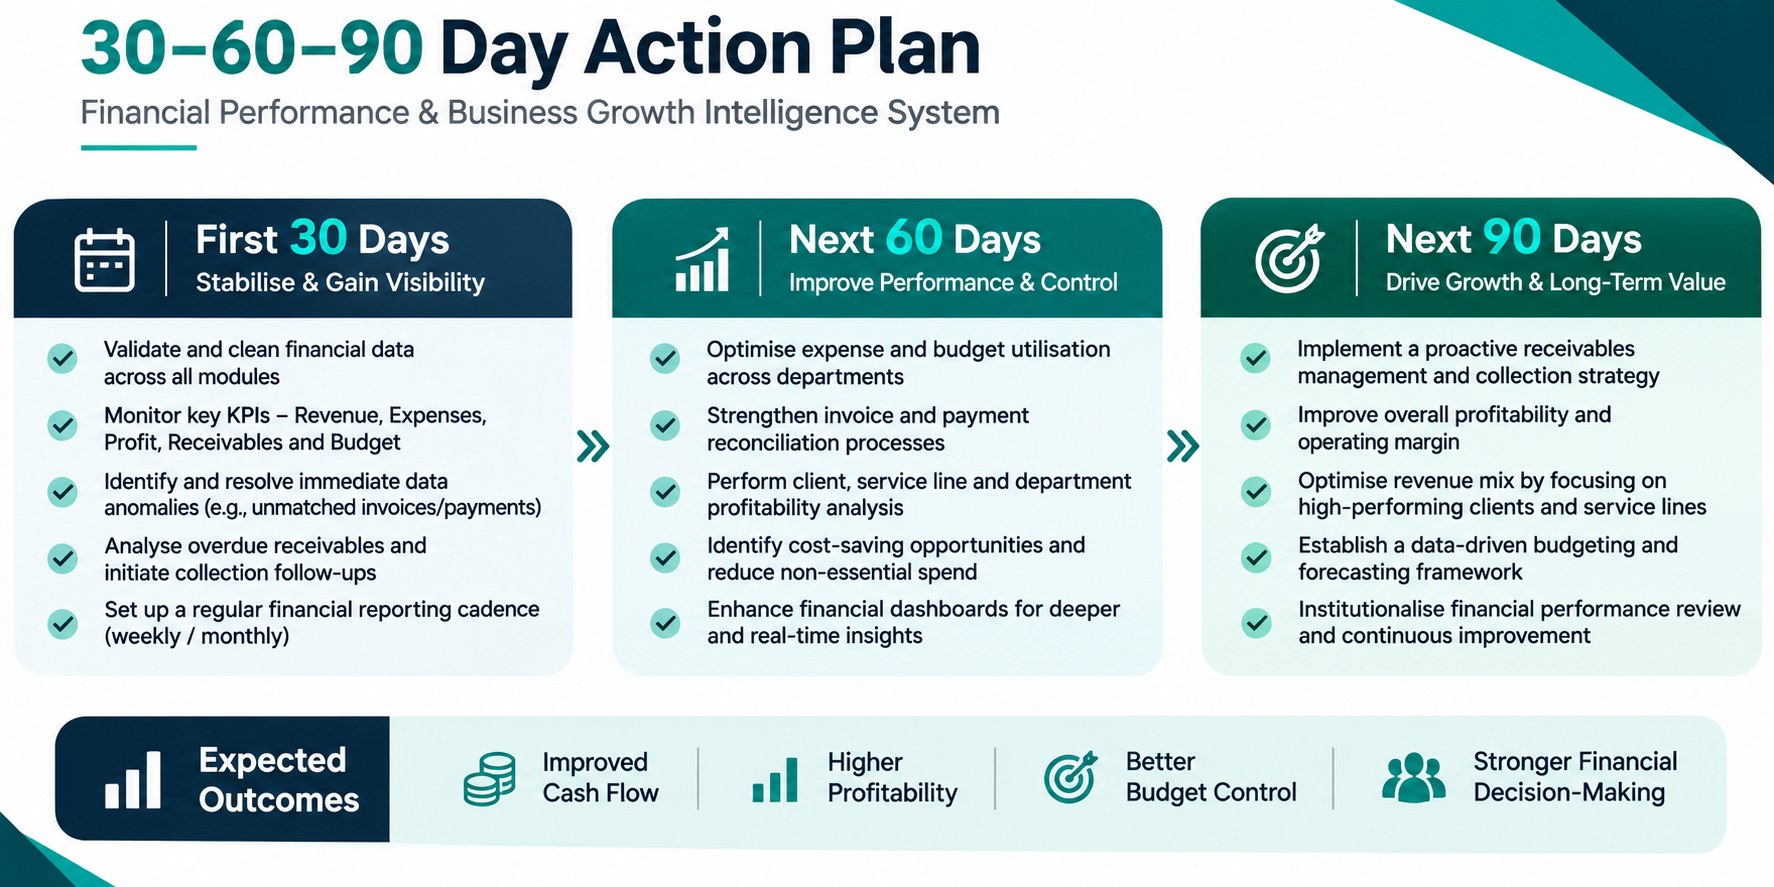 30–60–90 Day Action Plan
Financial Performance & Business Growth Intelligence System
First 30 Days
Stabilise & Gain Visibility
Validate and clean financial data
across all modules
Monitor key KPIs – Revenue, Expenses,
Profit, Receivables and Budget
Identify and resolve immediate data
anomalies (e.g., unmatched invoices/payments)
Analyse overdue receivables and
initiate collection follow-ups
Set up a regular financial reporting cadence
(weekly / monthly)
Next 60 Days
Improve Performance & Control
Optimise expense and budget utilisation
across departments
Strengthen invoice and payment
reconciliation processes
Perform client, service line and department
profitability analysis
Identify cost-saving opportunities and
reduce non-essential spend
Enhance financial dashboards for deeper
and real-time insights
Next 90 Days
Drive Growth & Long-Term Value
Implement a proactive receivables
management and collection strategy
Improve overall profitability and
operating margin
Optimise revenue mix by focusing on
high-performing clients and service lines
Establish a data-driven budgeting and
forecasting framework
Institutionalise financial performance review
and continuous improvement
Expected
Outcomes
Improved
Cash Flow
Higher
Profitability
Better
Budget Control
Stronger Financial
Decision-Making